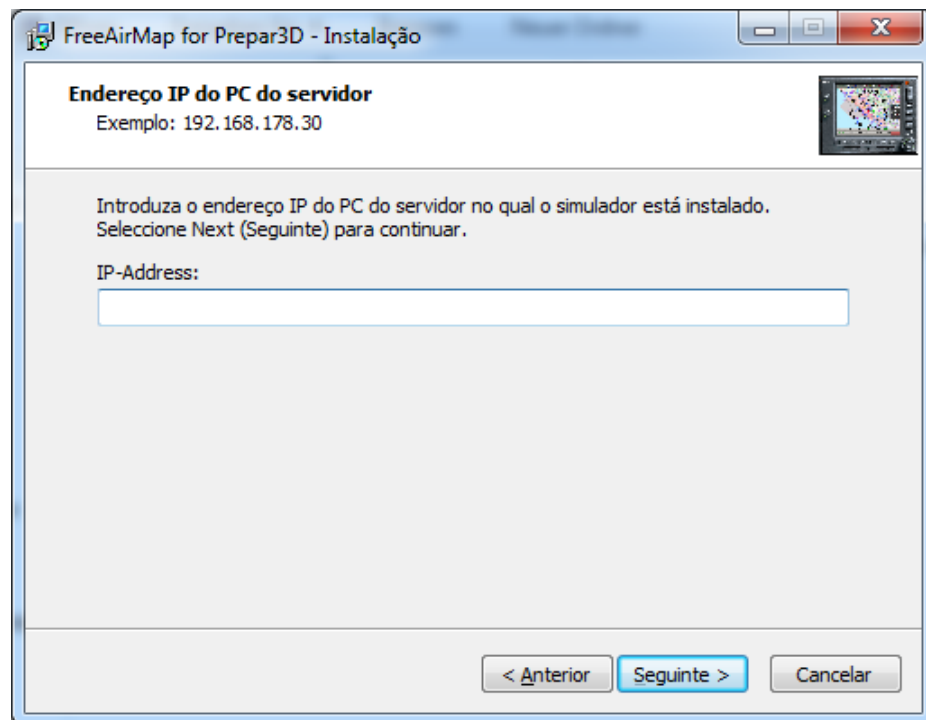 FreeAirMap for Prepar3D - Instalação
Endereço IP do PC do servidor
Exemplo: 192.168.178.30
Introduza o endereço IP do PC do servidor no qual o simulador está instalado.
Seleccione Next (Seguinte) para continuar.
IP-Address:
< Anterior
Seguinte >
Cancelar